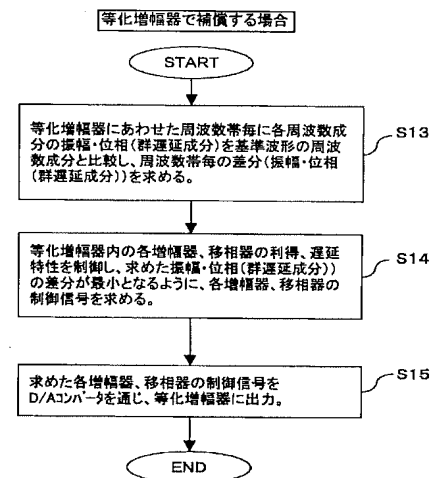 等化増幅器で補償する場合
START
等化増幅器にあわせた周波数帯毎に各周波数成
分の振幅・位相(群遅延成分)を基準波形の周波
数成分と比較し、周波数帯毎の差分(振幅・位相
(群遅延成分))を求める。
S13
等化増幅器内の各増幅器、移相器の利得、遅延
特性を制御し、求めた振幅・位相(群遅延成分))
の差分が最小となるように、各増幅器、移相器の
制御信号を求める。
S14
求めた各増幅器、移相器の制御信号を
D/Aコンバータを通じ、等化増幅器に出力。
S15
END